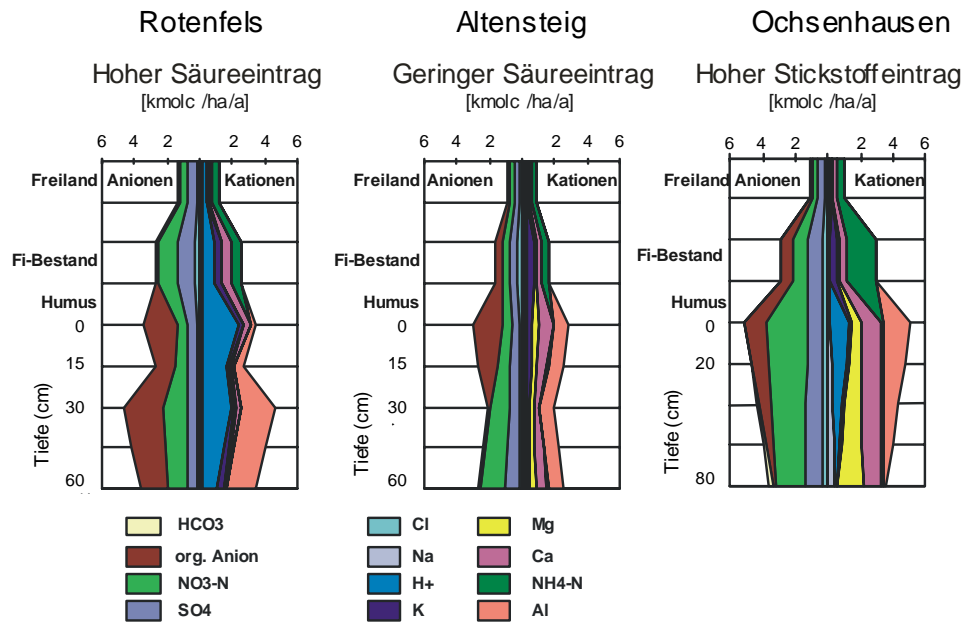 Rotenfels
Altensteig
Ochsenhausen
Hoher Säureeintrag
Geringer Säureeintrag
Hoher Stickstoffeintrag
[kmolc /ha/a]
[kmolc /ha/a]
[kmolc /ha/a]
6 4 2 2 4 6
6 4 2 2 4 6
6 4 2 2 4 6
Freiland Anionen Kationen
Freiland Anionen Kationen
Freiland Anionen Kationen
Fi-Bestand
Fi-Bestand
Fi-Bestand
Humus
Humus
Humus
0
0
0
15
15
20
30
30
60
60
80
Tiefe (cm)
Tiefe (cm)
Tiefe (cm)
HCO3
org. Anion
NO3-N
SO4
Cl
Na
H+
K
Mg
Ca
NH4-N
Al